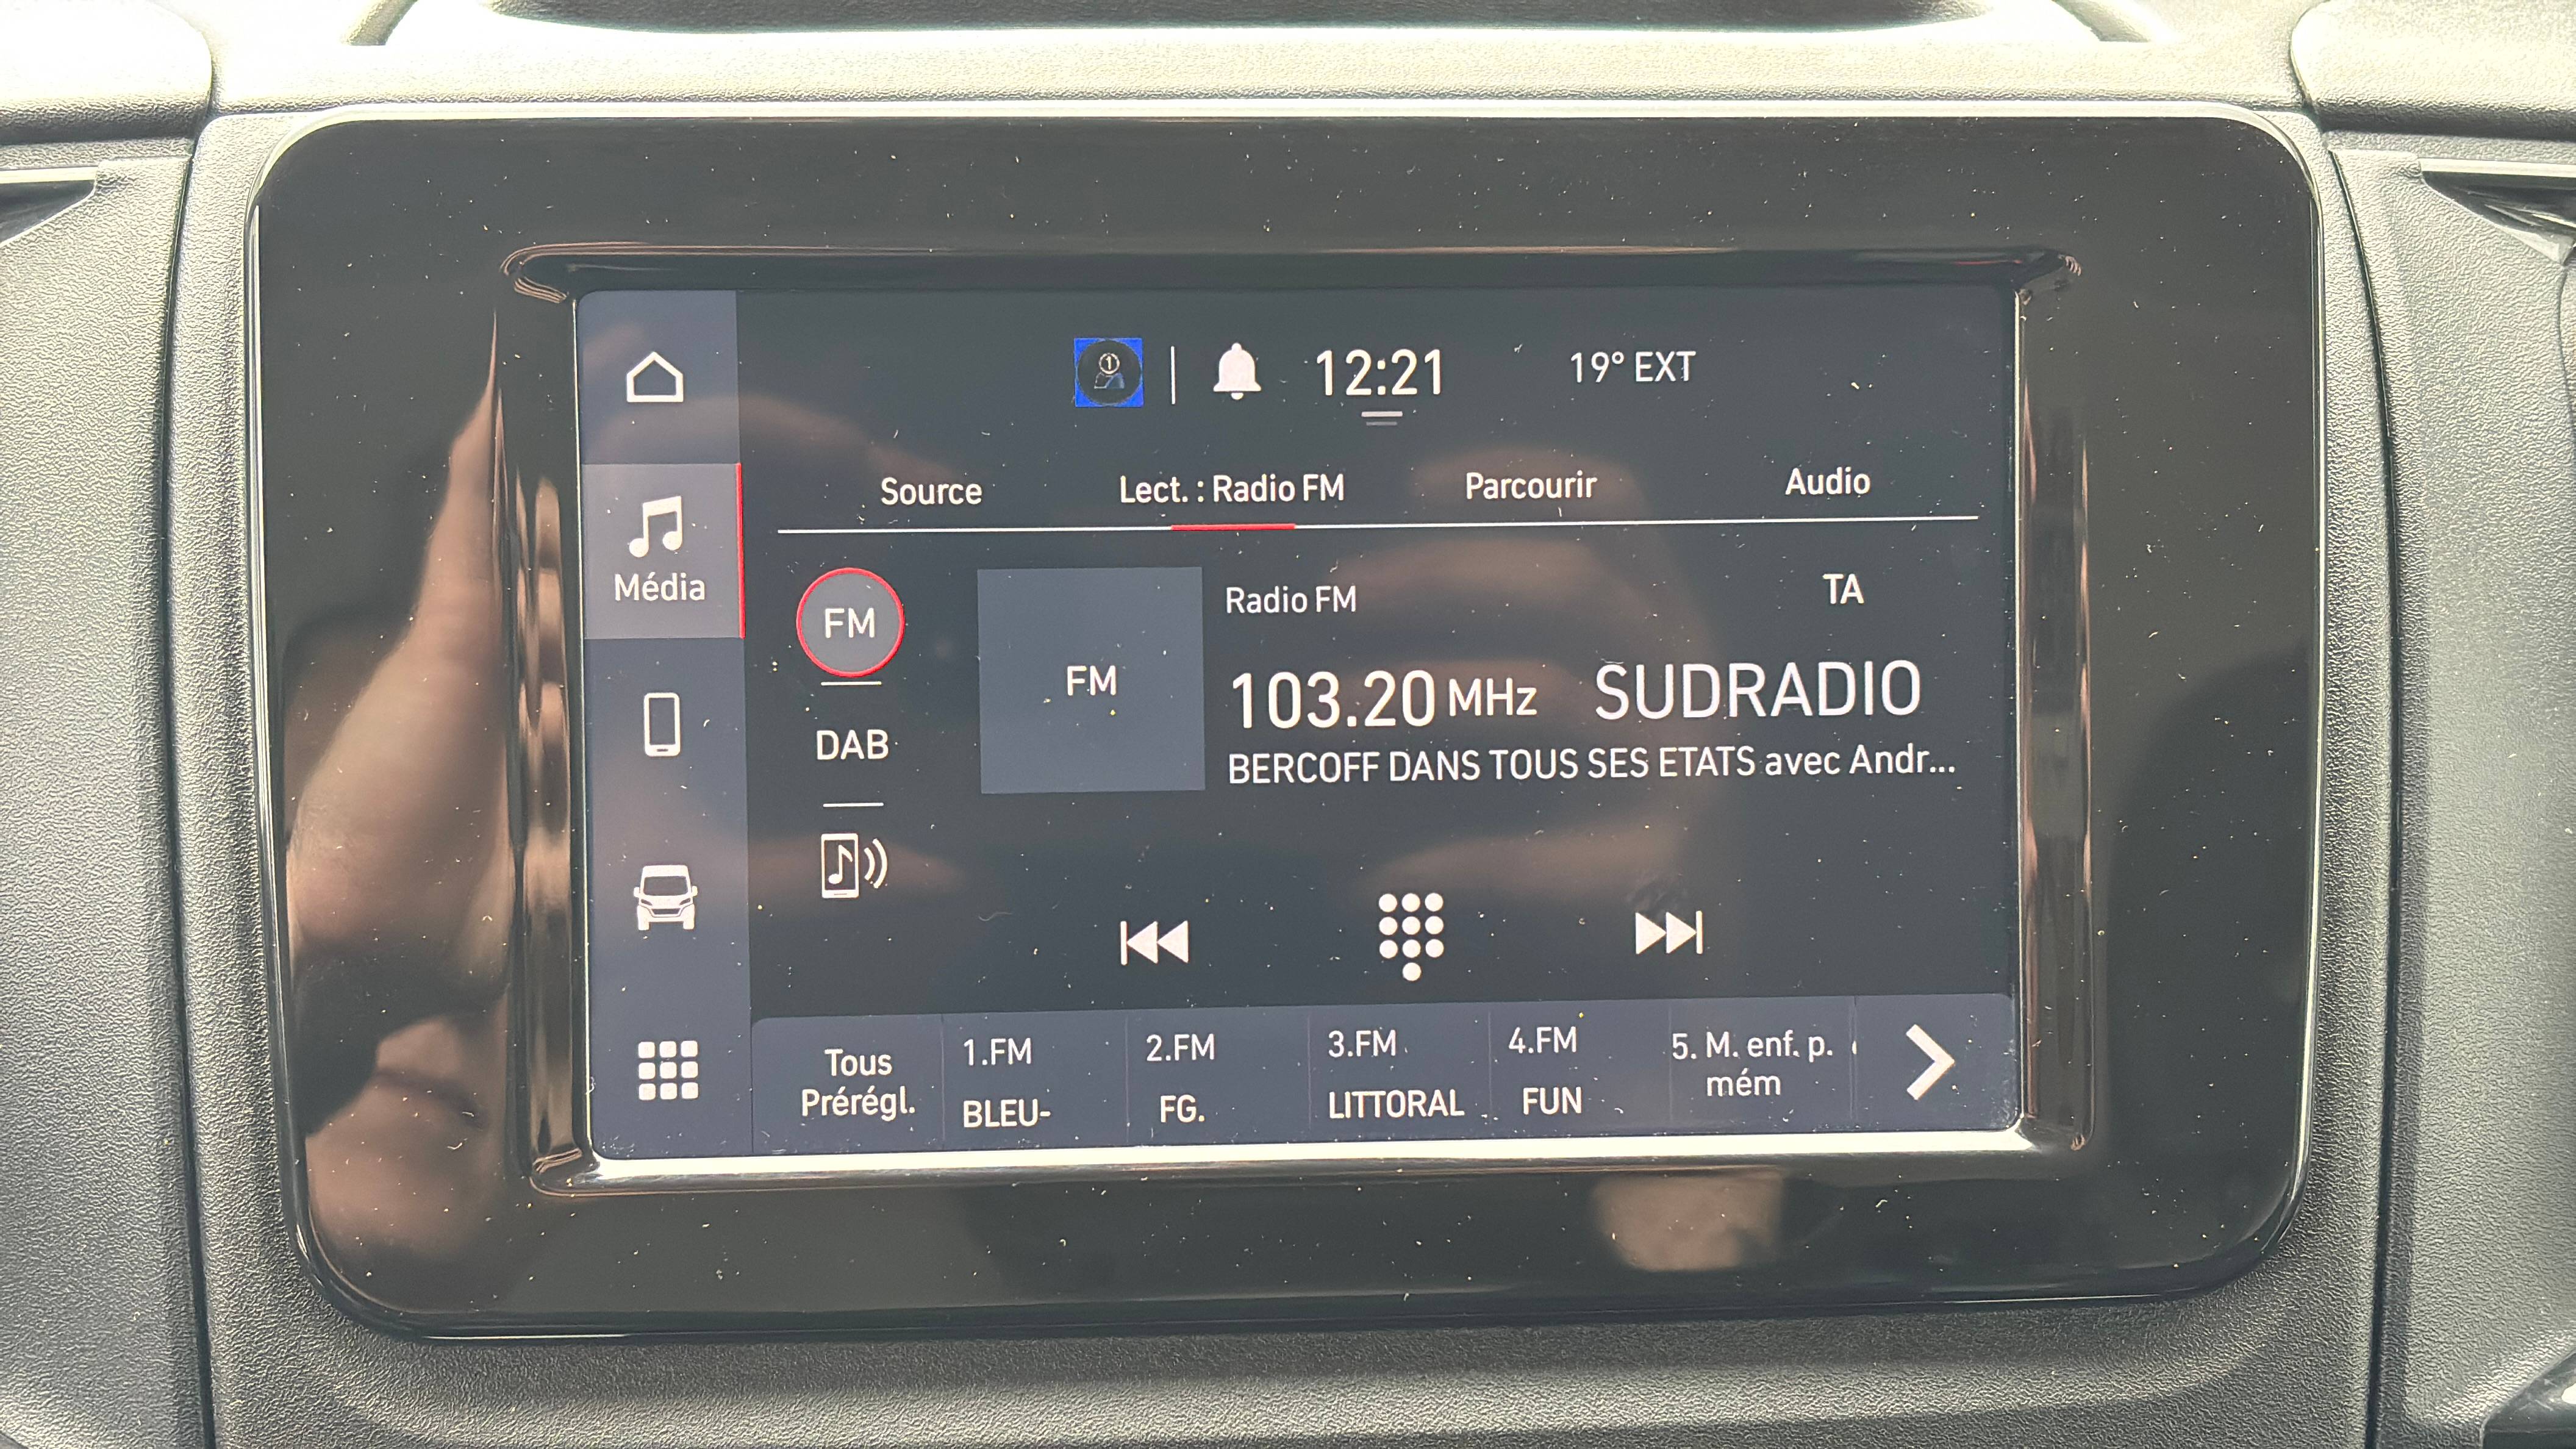 12:21 19° EXT
Source Lect. : Radio FM Parcourir Audio
Média
FM
DAB
FM
Radio FM TA
103.20 MHz SUDRADIO
BERCOFF DANS TOUS SES ETATS avec Andr...
Tous
Prérégl.
1.FM
BLEU-
2.FM
FG.
3.FM
LITTORAL
4.FM
FUN
5. M. enf. p.
mém